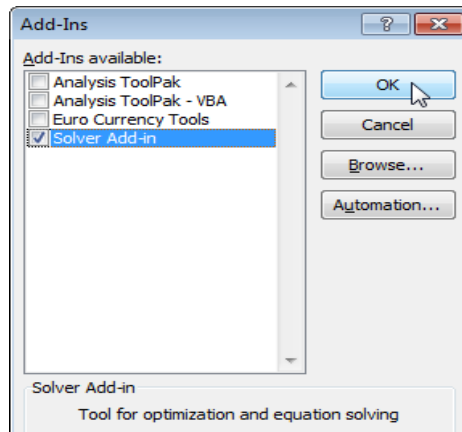 Add-Ins
?
Add-Ins available:
Analysis ToolPak
Analysis ToolPak - VBA
Euro Currency Tools
Solver Add-in
OK
Cancel
Browse...
Automation...
Solver Add-in
Tool for optimization and equation solving